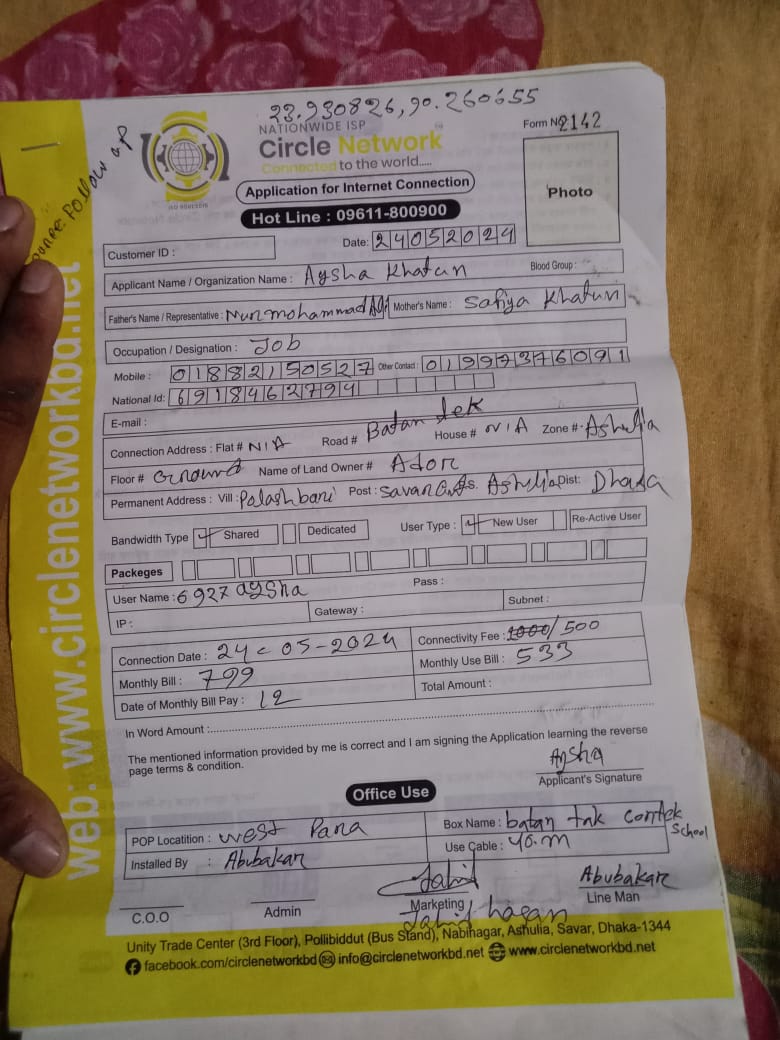 23.930826, 90.260655
NATIONWIDE ISP
Circle Network
Connected to the world.....
Form No 2142
Follow up
Application for Internet Connection
Photo
Hot Line : 09611-800900
Customer ID :
Date: 24052024
Applicant Name / Organization Name : Aysha Khatun
Blood Group :
Father's Name / Representative : Nurmohammad
Mother's Name : Safiya Khatun
Occupation / Designation : Job
Mobile : 01882150527 Other Contact : 01997376091
National Id: 6918462794
E-mail :
Connection Address : Flat # N/A Road # Batan tek House # N/A Zone # Ashulia
Floor # Ground Name of Land Owner # Ador
Permanent Address : Vill : Palashbari Post : Savar Ps. Ashulia Dist: Dhaka
Bandwidth Type Shared Dedicated User Type : New User Re-Active User
Packeges
User Name : 6927aysha Pass :
IP : Gateway : Subnet :
Connection Date : 24-05-2024 Connectivity Fee : 1000/500
Monthly Bill : 799 Monthly Use Bill : 533
Date of Monthly Bill Pay : 12 Total Amount :
In Word Amount :
The mentioned information provided by me is correct and I am signing the Application learning the reverse
page terms & condition.
Aysha
Applicant's Signature
Office Use
POP Locatition : West Para Box Name : batan tak School
Installed By : Abubakar Use Cable : 40.m
Abubakar
C.O.O Admin Marketing Line Man
Unity Trade Center (3rd Floor), Pollibiddut (Bus Stand), Nabinagar, Ashulia, Savar, Dhaka-1344
facebook.com/circlenetworkbd info@circlenetworkbd.net www.circlenetworkbd.net
web: www.circlenetworkbd.net